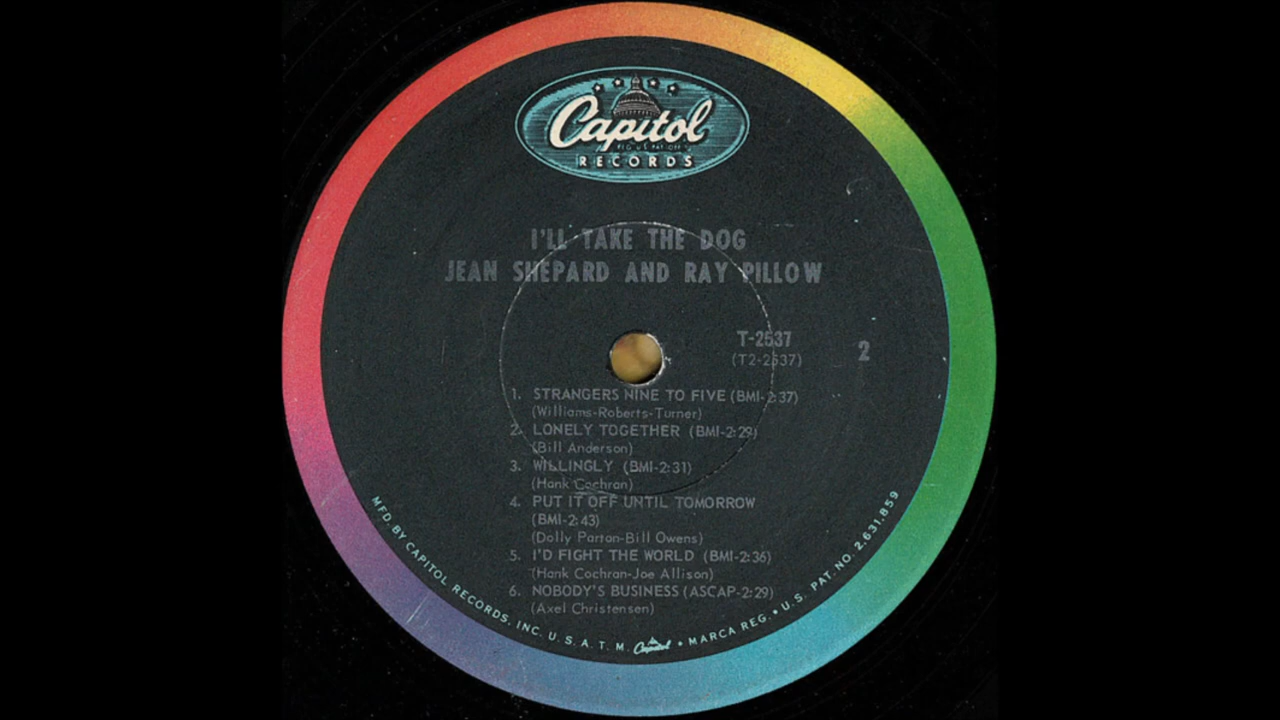 Capitol
REG. U.S. PAT. OFF.
RECORDS
I'LL TAKE THE DOG
JEAN SHEPARD AND RAY PILLOW
T-2537
(T2-2537)
2
1. STRANGERS NINE TO FIVE (BMI-2:37)
(Williams-Roberts-Turner)
2. LONELY TOGETHER (BMI-2:29)
(Bill Anderson)
3. WILLINGLY (BMI-2:31)
(Hank Cochran)
4. PUT IT OFF UNTIL TOMORROW
(BMI-2:43)
(Dolly Parton-Bill Owens)
5. I'D FIGHT THE WORLD (BMI-2:36)
(Hank Cochran-Joe Allison)
6. NOBODY'S BUSINESS (ASCAP-2:29)
(Axel Christensen)
MFD. BY CAPITOL RECORDS, INC. U.S.A. T.M. Capitol • MARCA REG. • U.S. PAT. NO. 2,631,859